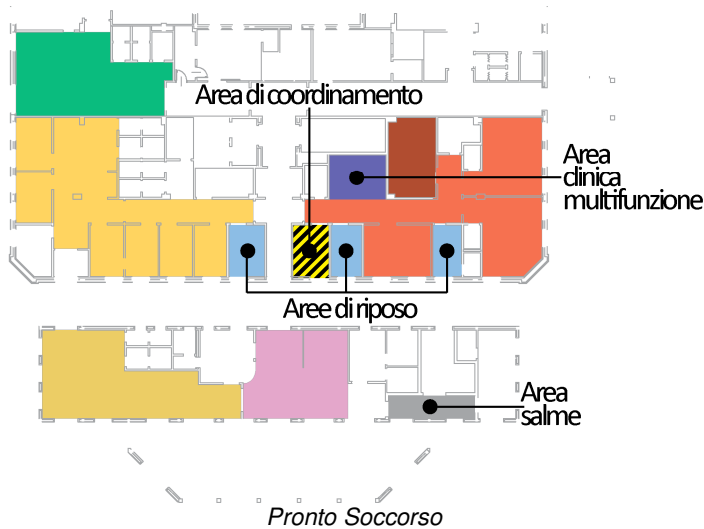 Area di coordinamento
Area
clinica
multifunzione
Aree di riposo
Area
salme
Pronto Soccorso